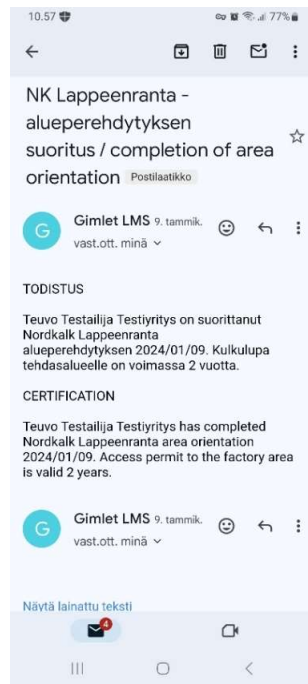 10.57
77%
NK Lappeenranta -
alueperehdytyksen
suoritus / completion of area
orientation Postilaatikko
G
Gimlet LMS 9. tammik.
vast.ott. minä
TODISTUS
Teuvo Testailija Testiyritys on suorittanut
Nordkalk Lappeenranta
alueperehdytyksen 2024/01/09. Kulkulupa
tehdasalueelle on voimassa 2 vuotta.
CERTIFICATION
Teuvo Testailija Testiyritys has completed
Nordkalk Lappeenranta area orientation
2024/01/09. Access permit to the factory area
is valid 2 years.
G
Gimlet LMS 9. tammik.
vast.ott. minä
Näytä lainattu teksti
4